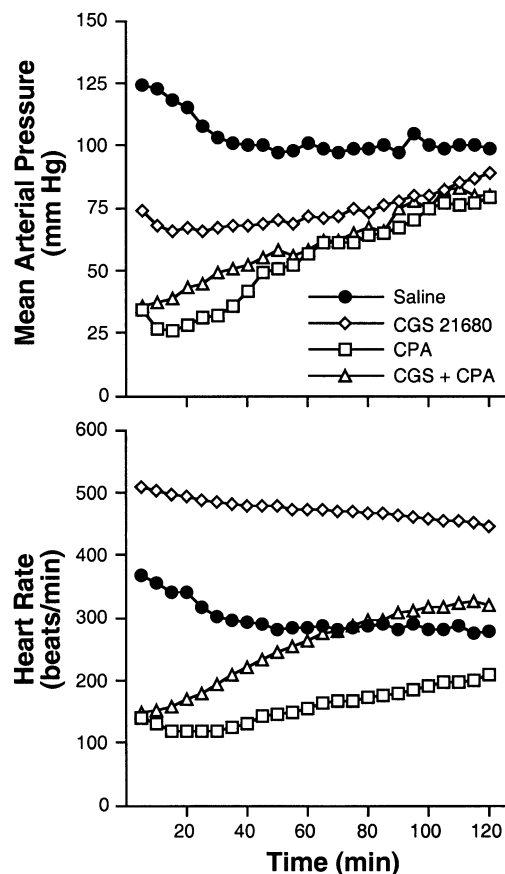 150
125
100
75
50
25
0
Mean Arterial Pressure
(mm Hg)
Saline
CGS 21680
CPA
CGS + CPA
600
500
400
300
200
100
0
Heart Rate
(beats/min)
20 40 60 80 100 120
Time (min)